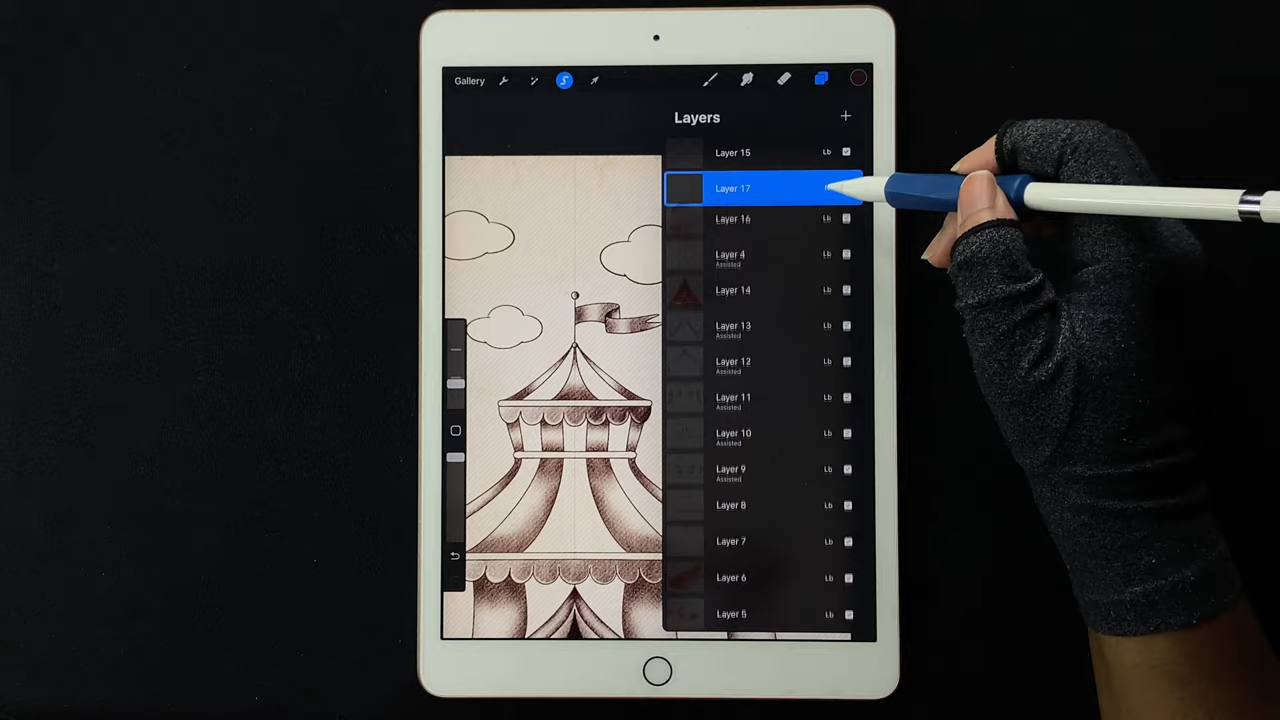 Gallery
Layers
Layer 15 Lb
Layer 17
Layer 16 Lb
Layer 4 Lb
Assisted
Layer 14 Lb
Layer 13 Lb
Assisted
Layer 12 Lb
Assisted
Layer 11 Lb
Assisted
Layer 10 Lb
Assisted
Layer 9 Lb
Assisted
Layer 8 Lb
Layer 7 Lb
Layer 6 Lb
Layer 5 Lb